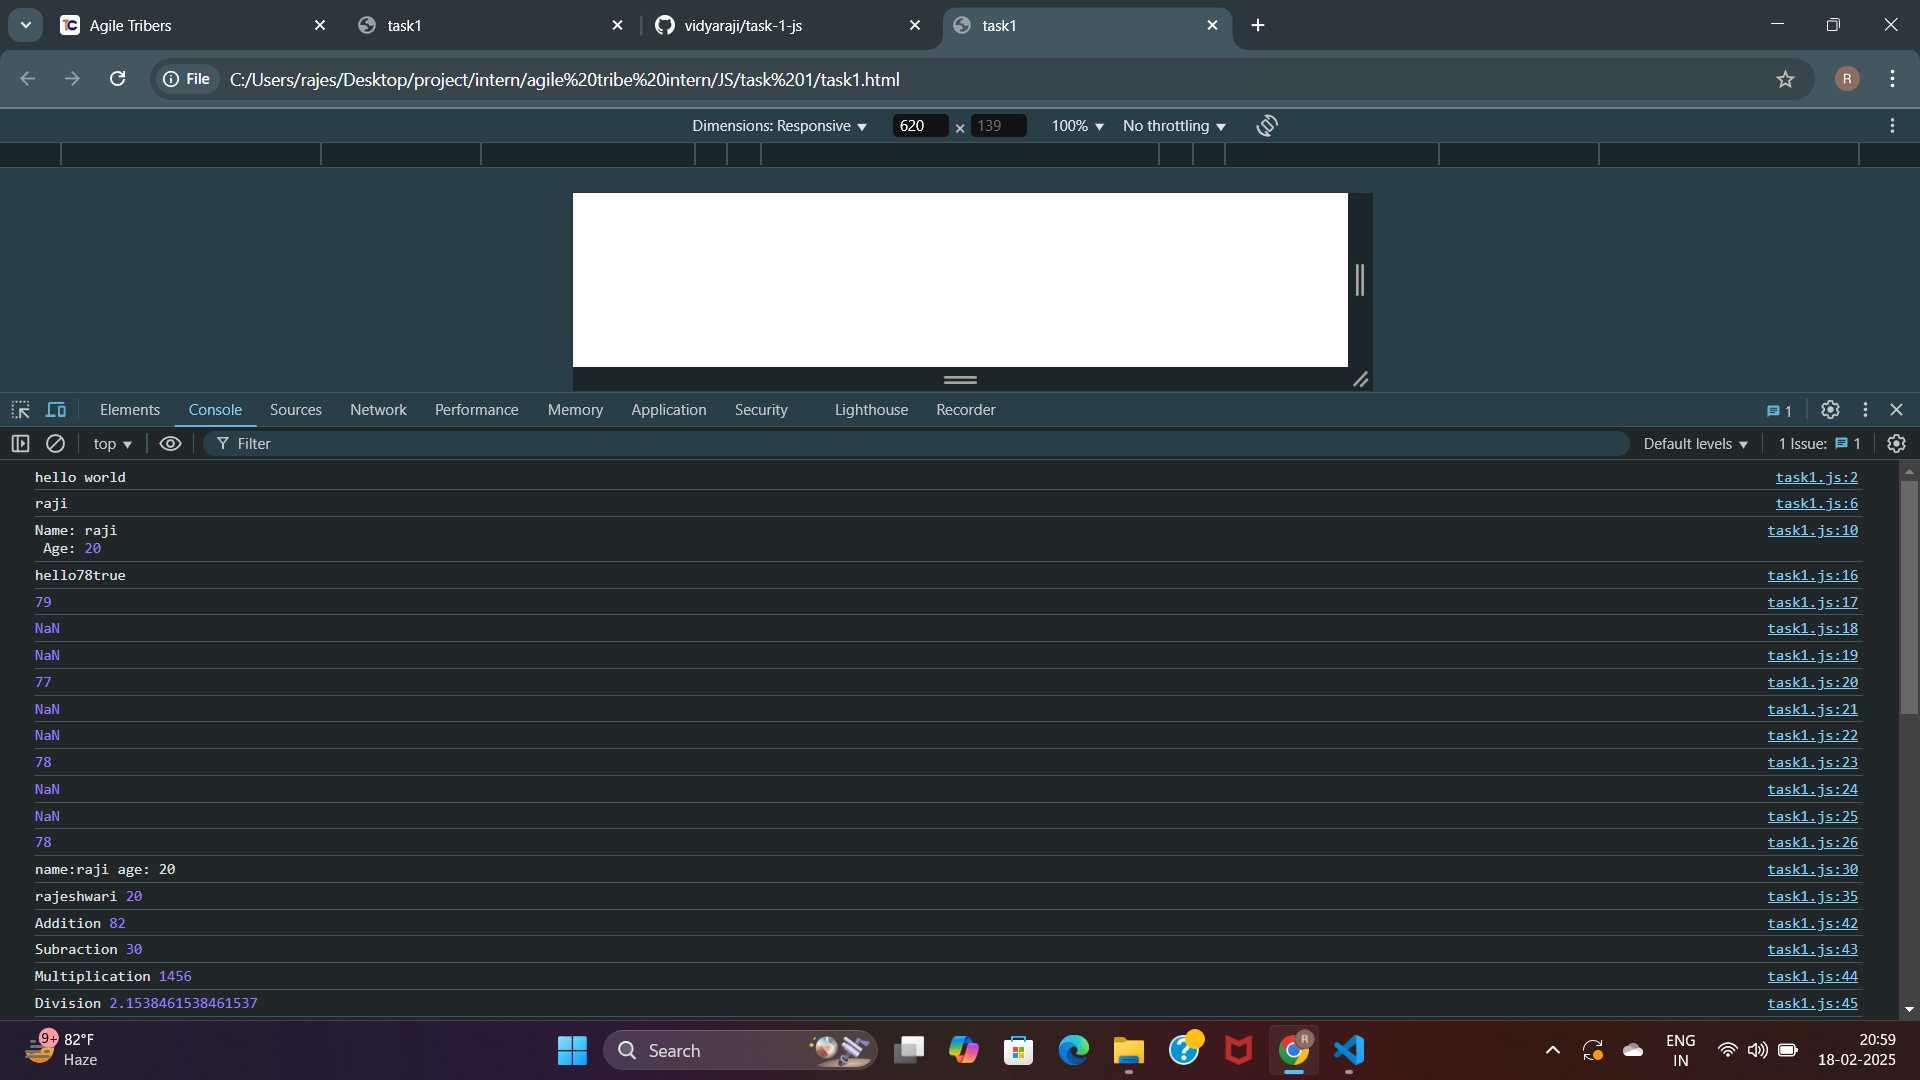 Agile Tribers
task1
vidyaraji/task-1-js
task1
File
C:/Users/rajes/Desktop/project/intern/agile%20tribe%20intern/JS/task%201/task1.html
R
Dimensions: Responsive
620 × 139
100%
No throttling
Elements
Console
Sources
Network
Performance
Memory
Application
Security
Lighthouse
Recorder
1
top
Filter
Default levels
1 Issue: 1
hello world task1.js:2
raji task1.js:6
Name: raji task1.js:10
Age: 20
hello78true task1.js:16
79 task1.js:17
NaN task1.js:18
NaN task1.js:19
77 task1.js:20
NaN task1.js:21
NaN task1.js:22
78 task1.js:23
NaN task1.js:24
NaN task1.js:25
78 task1.js:26
name:raji age: 20 task1.js:30
rajeshwari 20 task1.js:35
Addition 82 task1.js:42
Subraction 30 task1.js:43
Multiplication 1456 task1.js:44
Division 2.1538461538461537 task1.js:45
9+
82°F
Haze
Search
R
ENG
IN
20:59
18-02-2025